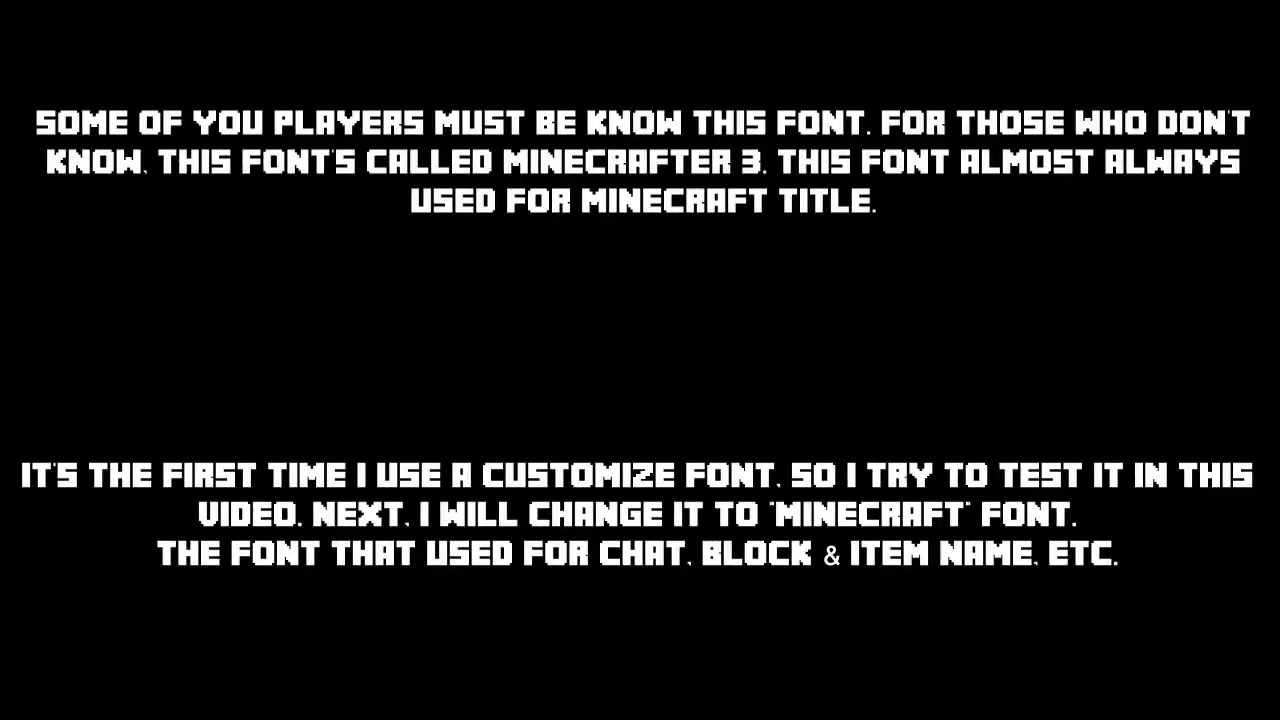 SOME OF YOU PLAYERS MUST BE KNOW THIS FONT. FOR THOSE WHO DON'T
KNOW, THIS FONT'S CALLED MINECRAFTER 3. THIS FONT ALMOST ALWAYS
USED FOR MINECRAFT TITLE.
IT'S THE FIRST TIME I USE A CUSTOMIZE FONT, SO I TRY TO TEST IT IN THIS
VIDEO. NEXT, I WILL CHANGE IT TO "MINECRAFT" FONT.
THE FONT THAT USED FOR CHAT, BLOCK & ITEM NAME, ETC.